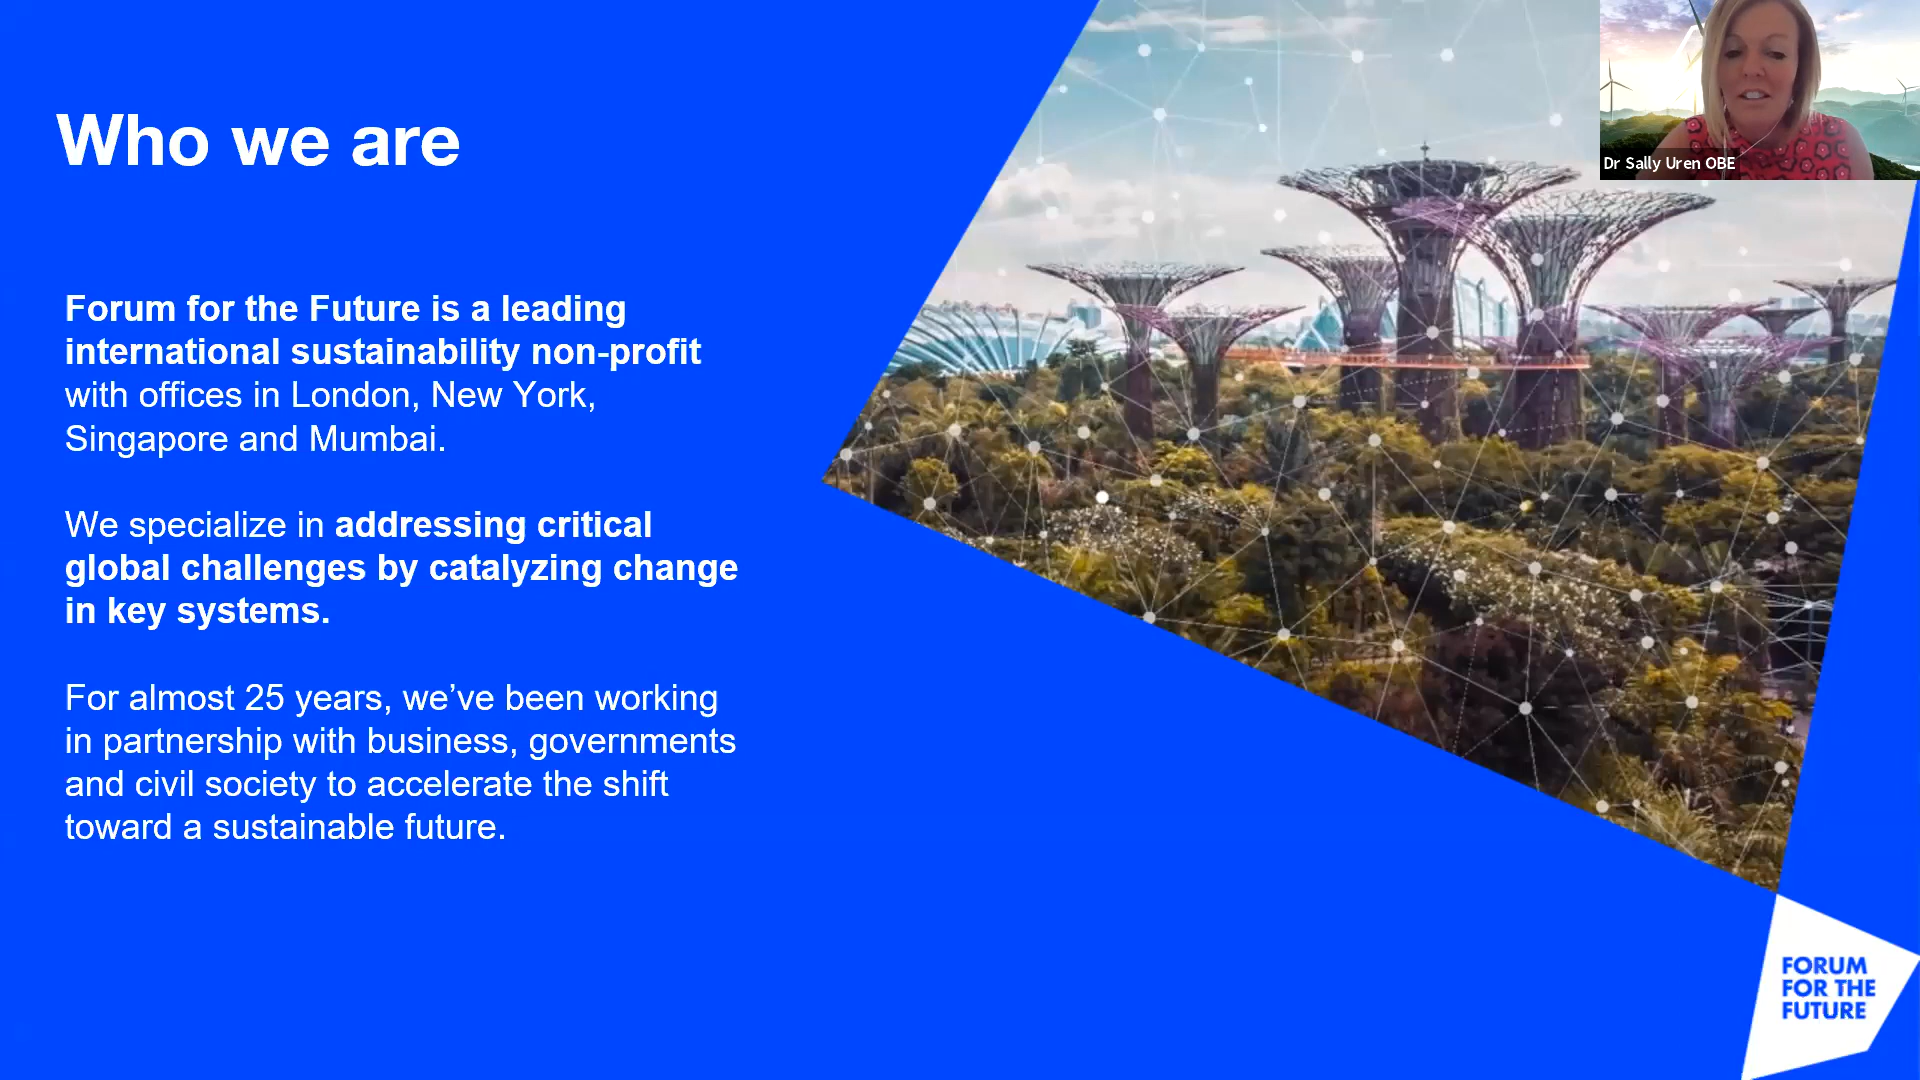 Who we are
Forum for the Future is a leading
international sustainability non-profit
with offices in London, New York,
Singapore and Mumbai.
We specialize in addressing critical
global challenges by catalyzing change
in key systems.
For almost 25 years, we’ve been working
in partnership with business, governments
and civil society to accelerate the shift
toward a sustainable future.
Dr Sally Uren OBE
FORUM
FOR THE
FUTURE